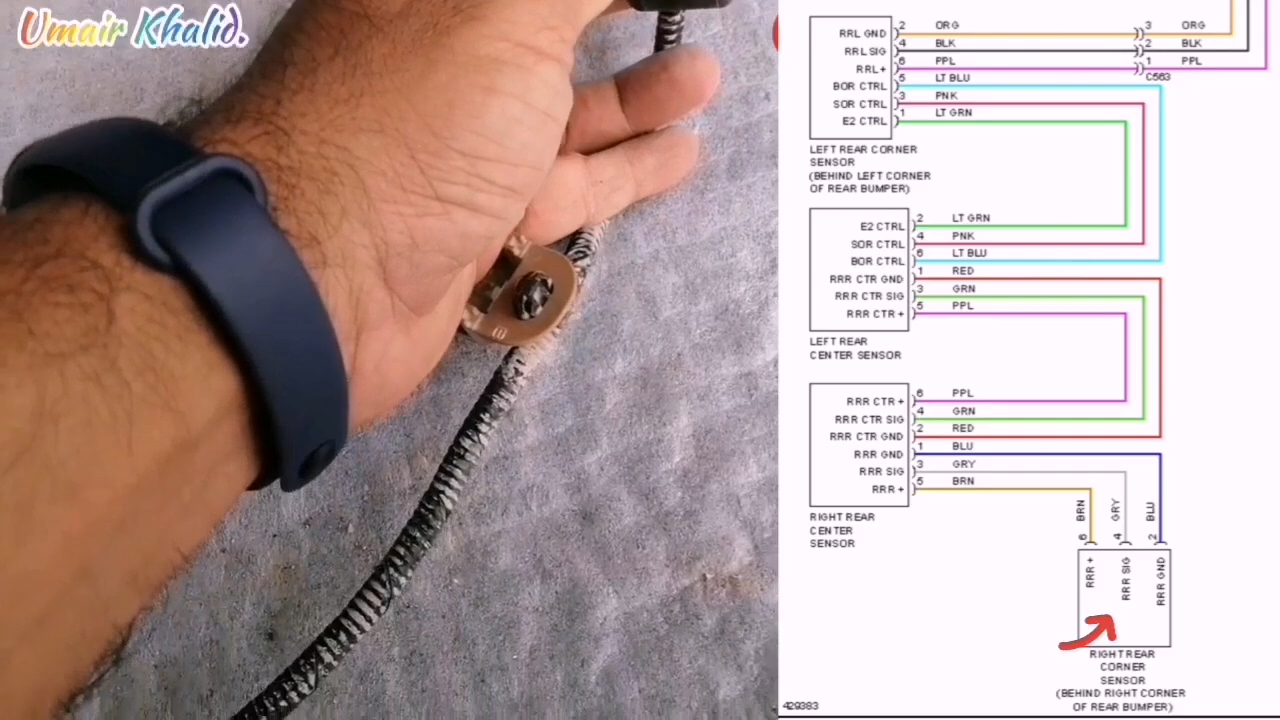 Umair Khalid.
RRL GND 2 ORG 3 ORG
RRL SIG 4 BLK 2 BLK
RRL+ 6 PPL 1 PPL
BOR CTRL 5 LT BLU C563
SOR CTRL 3 PNK
E2 CTRL 1 LT GRN
LEFT REAR CORNER
SENSOR
(BEHIND LEFT CORNER
OF REAR BUMPER)
E2 CTRL 2 LT GRN
SOR CTRL 4 PNK
BOR CTRL 6 LT BLU
RRR CTR GND 1 RED
RRR CTR SIG 3 GRN
RRR CTR + 5 PPL
LEFT REAR
CENTER SENSOR
RRR CTR + 6 PPL
RRR CTR SIG 4 GRN
RRR CTR GND 2 RED
RRR GND 1 BLU
RRR SIG 3 GRY
RRR + 5 BRN
RIGHT REAR
CENTER
SENSOR
BRN GRY BLU
6 4 2
RRR + RRR SIG RRR GND
RIGHT REAR
CORNER
SENSOR
(BEHIND RIGHT CORNER
OF REAR BUMPER)
429383